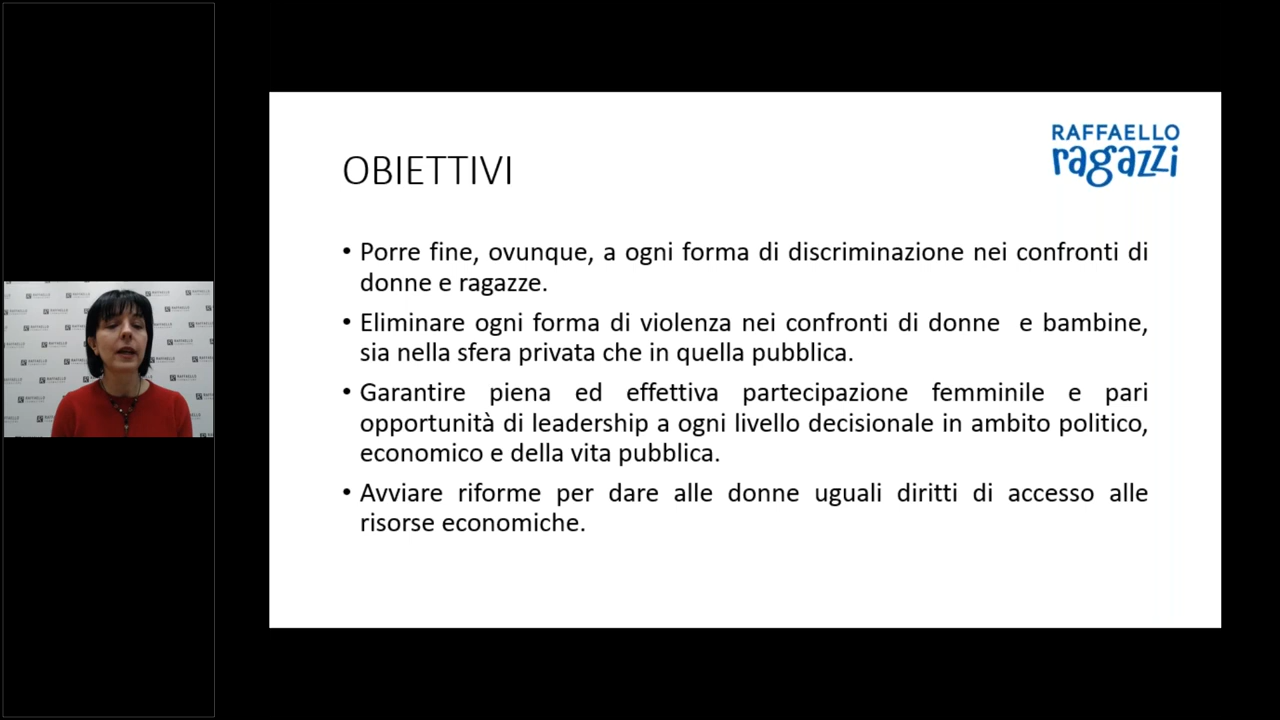 RAFFAELLO
ragazzi
OBIETTIVI
• Porre fine, ovunque, a ogni forma di discriminazione nei confronti di
donne e ragazze.
• Eliminare ogni forma di violenza nei confronti di donne e bambine,
sia nella sfera privata che in quella pubblica.
• Garantire piena ed effettiva partecipazione femminile e pari
opportunità di leadership a ogni livello decisionale in ambito politico,
economico e della vita pubblica.
• Avviare riforme per dare alle donne uguali diritti di accesso alle
risorse economiche.